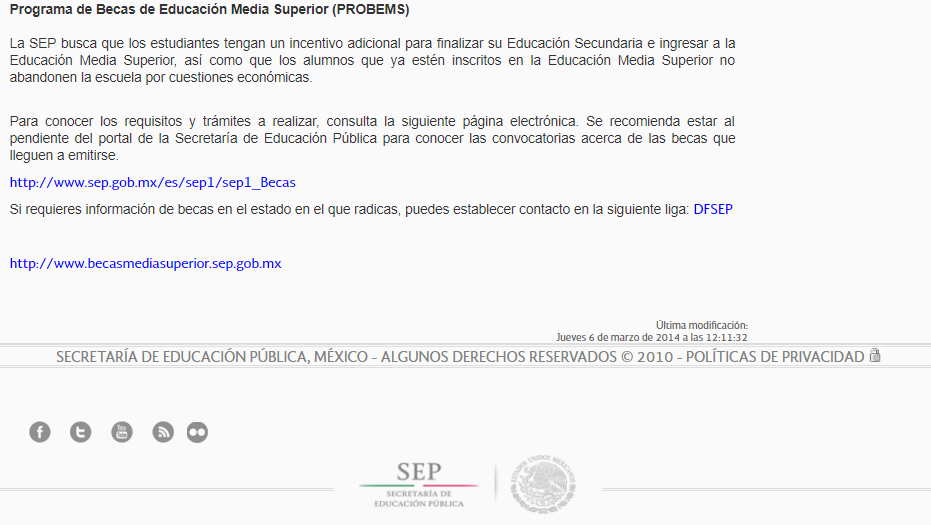 Programa de Becas de Educación Media Superior (PROBEMS)
La SEP busca que los estudiantes tengan un incentivo adicional para finalizar su Educación Secundaria e ingresar a la
Educación Media Superior, así como que los alumnos que ya estén inscritos en la Educación Media Superior no
abandonen la escuela por cuestiones económicas.
Para conocer los requisitos y trámites a realizar, consulta la siguiente página electrónica. Se recomienda estar al
pendiente del portal de la Secretaría de Educación Pública para conocer las convocatorias acerca de las becas que
lleguen a emitirse.
http://www.sep.gob.mx/es/sep1/sep1_Becas
Si requieres información de becas en el estado en el que radicas, puedes establecer contacto en la siguiente liga: DFSEP
http://www.becasmediasuperior.sep.gob.mx
Última modificación:
Jueves 6 de marzo de 2014 a las 12:11:32
SECRETARÍA DE EDUCACIÓN PÚBLICA, MÉXICO - ALGUNOS DERECHOS RESERVADOS © 2010 - POLÍTICAS DE PRIVACIDAD
SEP
SECRETARÍA DE
EDUCACIÓN PÚBLICA
ESTADOS UNIDOS MEXICANOS